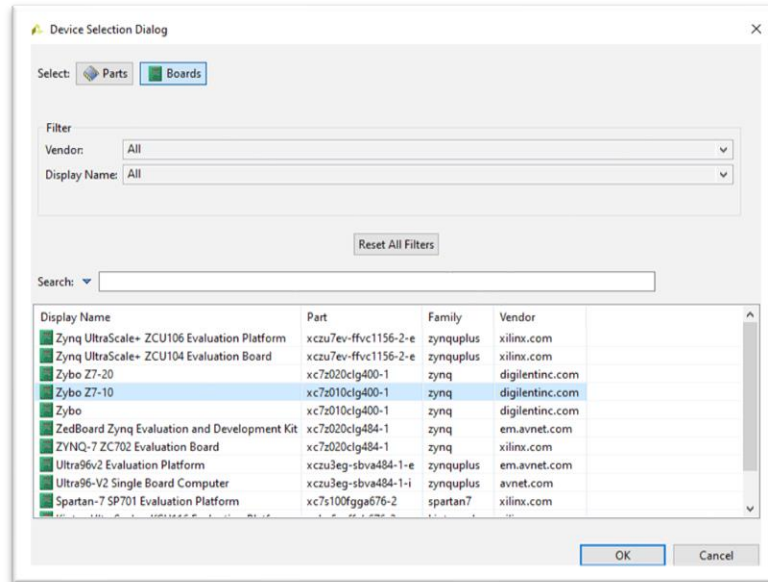 Device Selection Dialog
Select: Parts Boards
Filter
Vendor: All
Display Name: All
Reset All Filters
Search:
Display Name Part Family Vendor
Zynq UltraScale+ ZCU106 Evaluation Platform xczu7ev-ffvc1156-2-e zynquplus xilinx.com
Zynq UltraScale+ ZCU104 Evaluation Board xczu7ev-ffvc1156-2-e zynquplus xilinx.com
Zybo Z7-20 xc7z020clg400-1 zynq digilentinc.com
Zybo Z7-10 xc7z010clg400-1 zynq digilentinc.com
Zybo xc7z010clg400-1 zynq digilentinc.com
ZedBoard Zynq Evaluation and Development Kit xc7z020clg484-1 zynq em.avnet.com
ZYNQ-7 ZC702 Evaluation Board xc7z020clg484-1 zynq xilinx.com
Ultra96v2 Evaluation Platform xczu3eg-sbva484-1-e zynquplus em.avnet.com
Ultra96-V2 Single Board Computer xczu3eg-sbva484-1-i zynquplus avnet.com
Spartan-7 SP701 Evaluation Platform xc7s100fgga676-2 spartan7 xilinx.com
OK Cancel